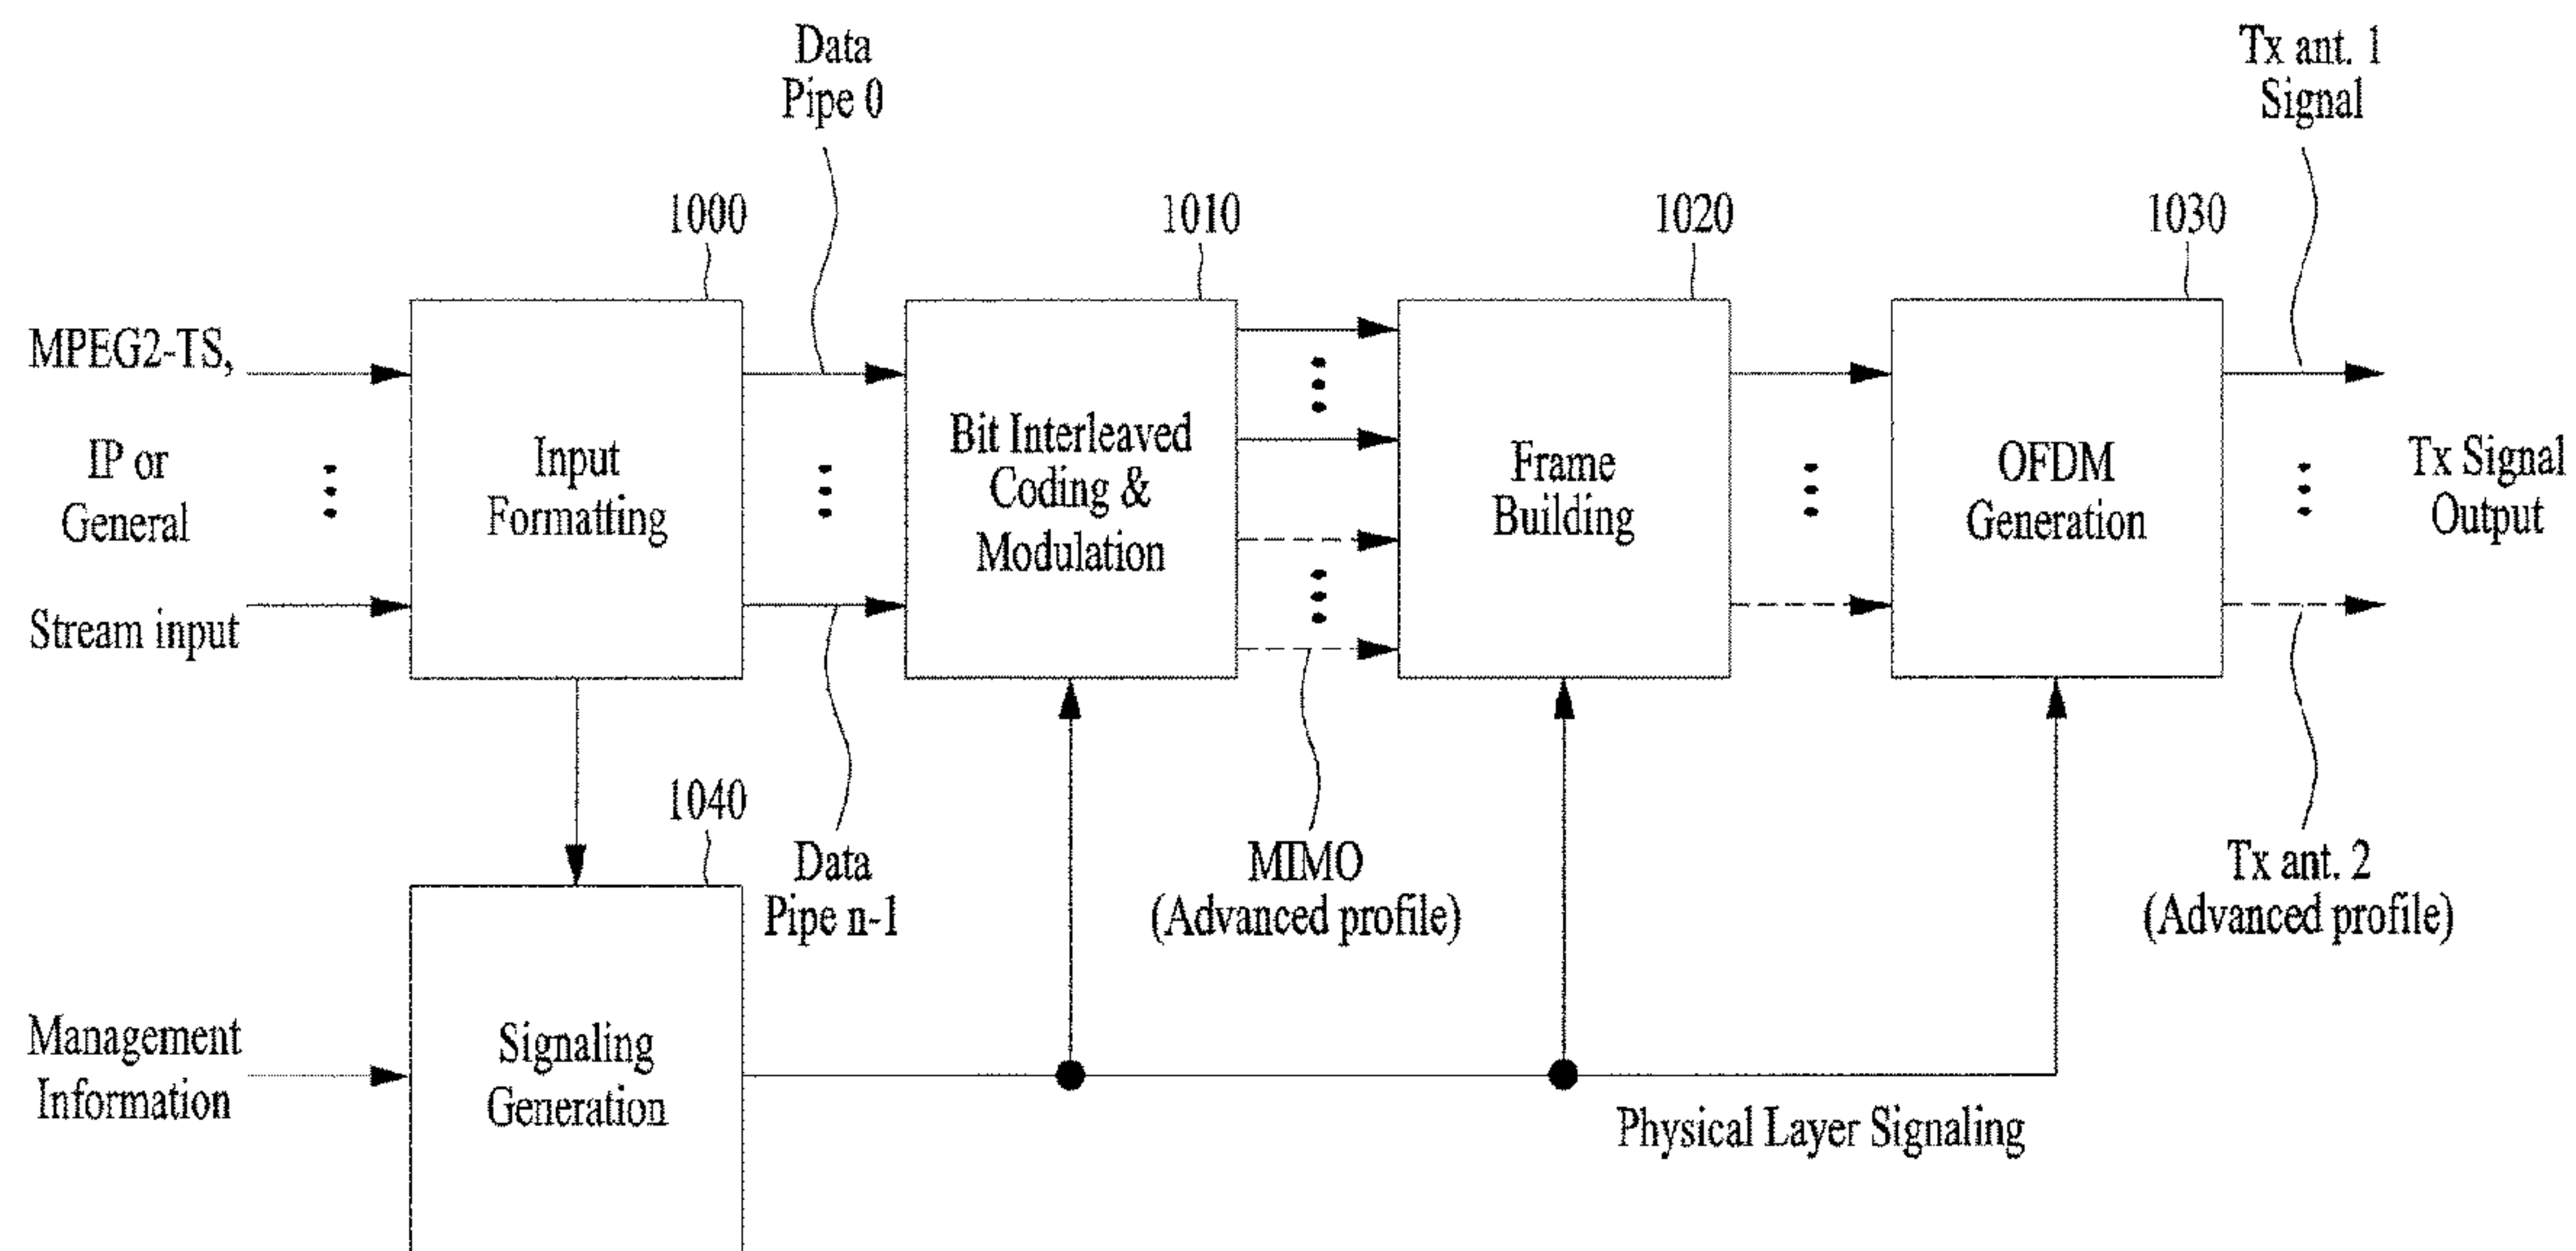 Data
Pipe 0
Tx ant. 1
Signal
1000
1010
1020
1030
MPEG2-TS,
IP or
General
Stream input
Input
Formatting
Bit Interleaved
Coding &
Modulation
Frame
Building
OFDM
Generation
Tx Signal
Output
1040
Data
Pipe n-1
MIMO
(Advanced profile)
Tx ant. 2
(Advanced profile)
Management
Information
Signaling
Generation
Physical Layer Signaling